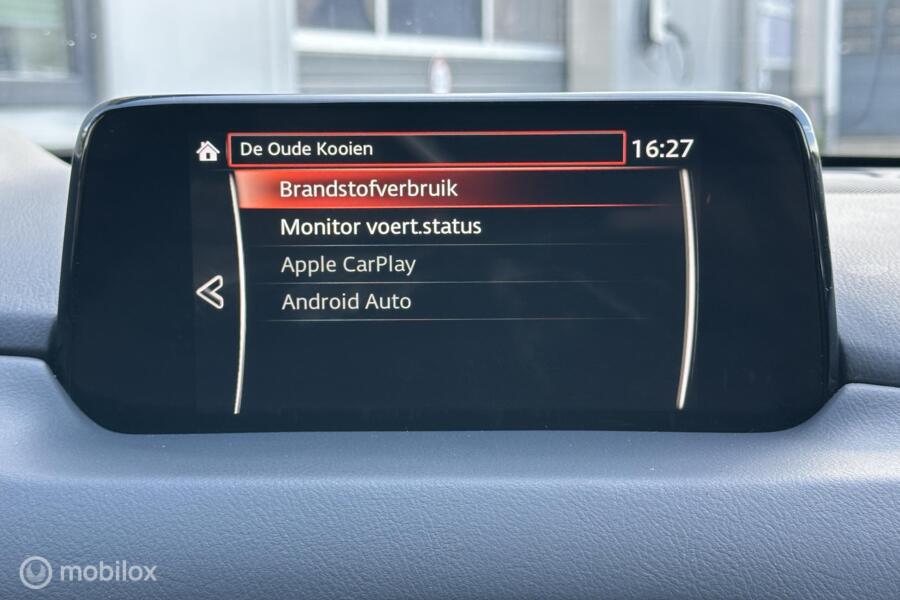 De Oude Kooien
16:27
Brandstofverbruik
Monitor voert.status
Apple CarPlay
Android Auto
mobilox